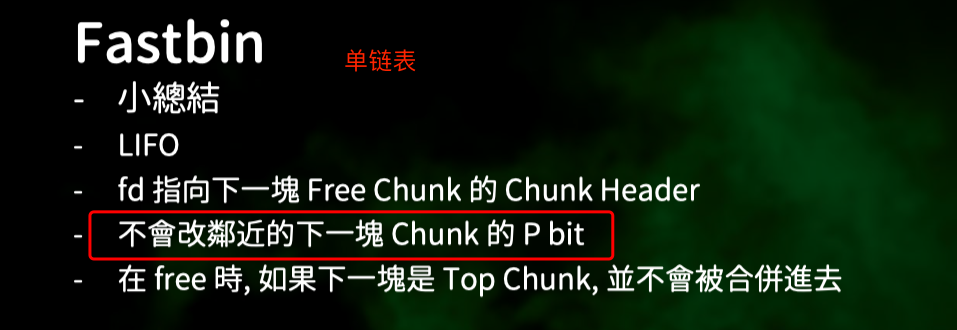 Fastbin
单链表
- 小總結
- LIFO
- fd 指向下一塊 Free Chunk 的 Chunk Header
- 不會改鄰近的下一塊 Chunk 的 P bit
- 在 free 時, 如果下一塊是 Top Chunk, 並不會被合併進去